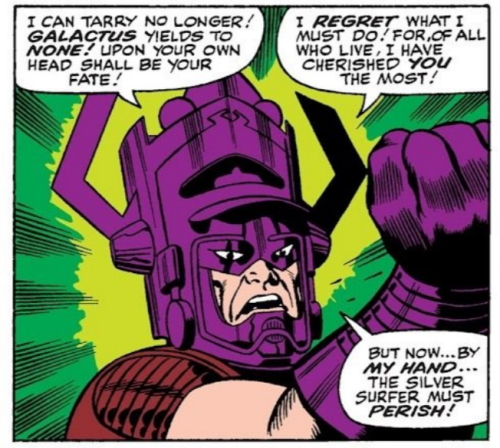 I CAN TARRY NO LONGER!
GALACTUS YIELDS TO
NONE! UPON YOUR OWN
HEAD SHALL BE YOUR
FATE!
I REGRET WHAT I
MUST DO! FOR, OF ALL
WHO LIVE, I HAVE
CHERISHED YOU
THE MOST!
BUT NOW...BY
MY HAND...
THE SILVER
SURFER MUST
PERISH!